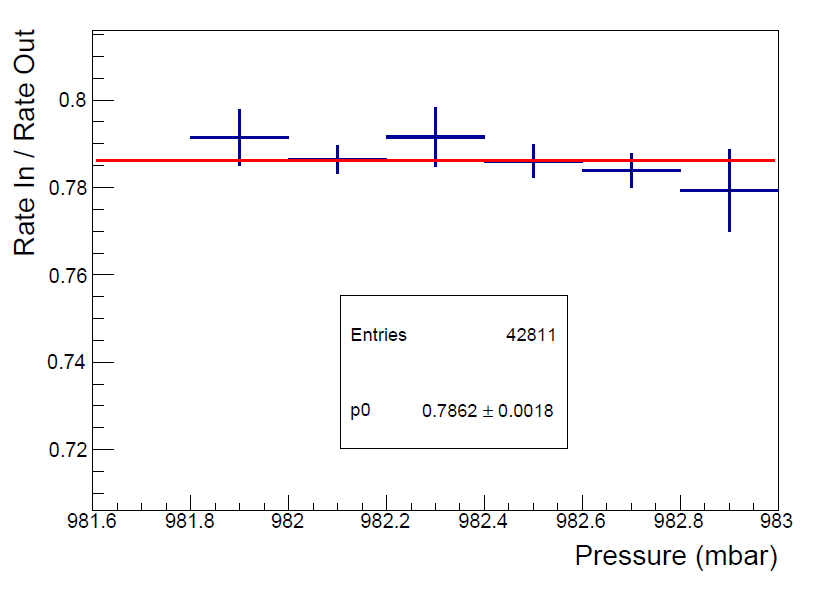 Rate In / Rate Out
0.8
0.78
0.76
0.74
0.72
Entries 42811
p0 0.7862 ± 0.0018
981.6 981.8 982 982.2 982.4 982.6 982.8 983
Pressure (mbar)